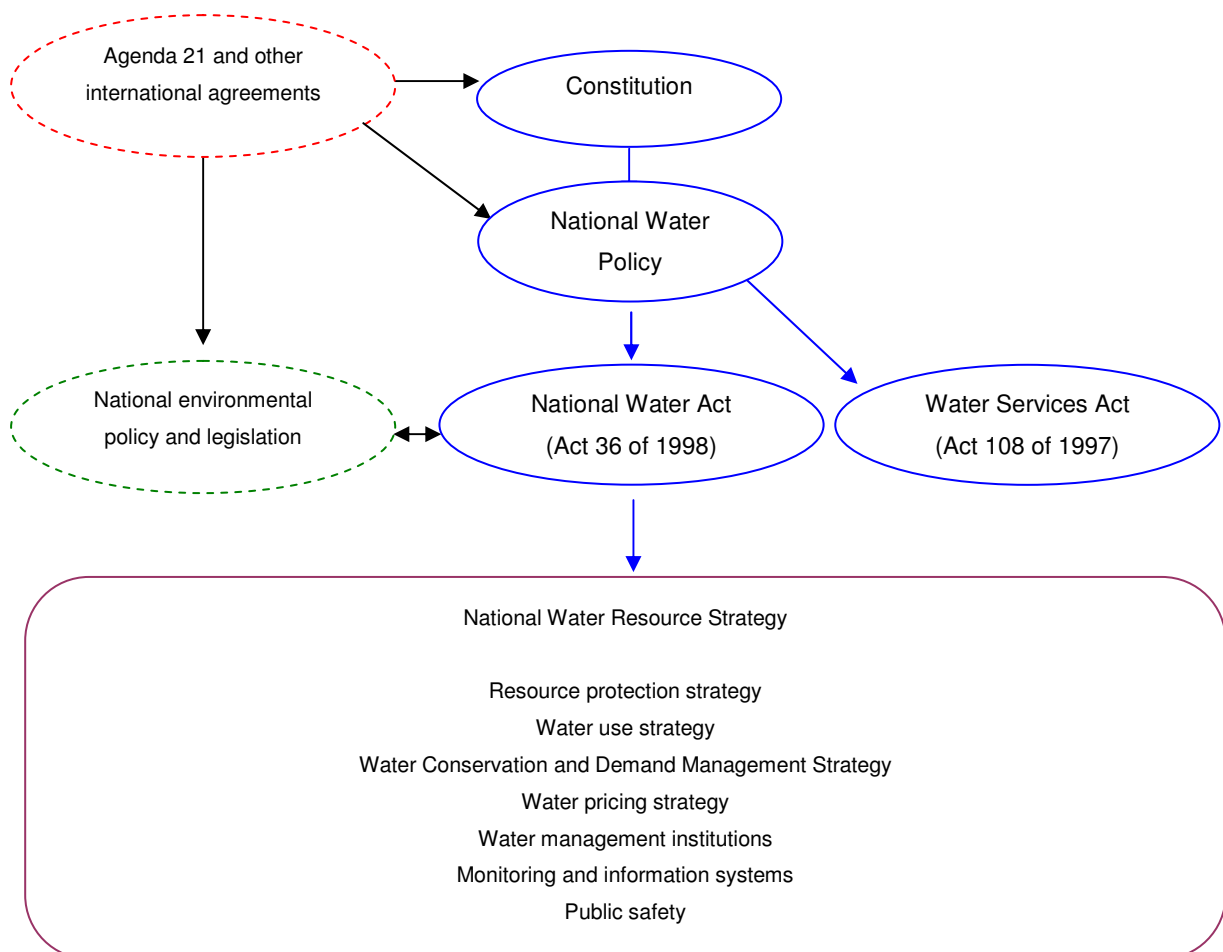 Agenda 21 and other
international agreements
Constitution
National Water
Policy
National environmental
policy and legislation
National Water Act
(Act 36 of 1998)
Water Services Act
(Act 108 of 1997)
National Water Resource Strategy
Resource protection strategy
Water use strategy
Water Conservation and Demand Management Strategy
Water pricing strategy
Water management institutions
Monitoring and information systems
Public safety